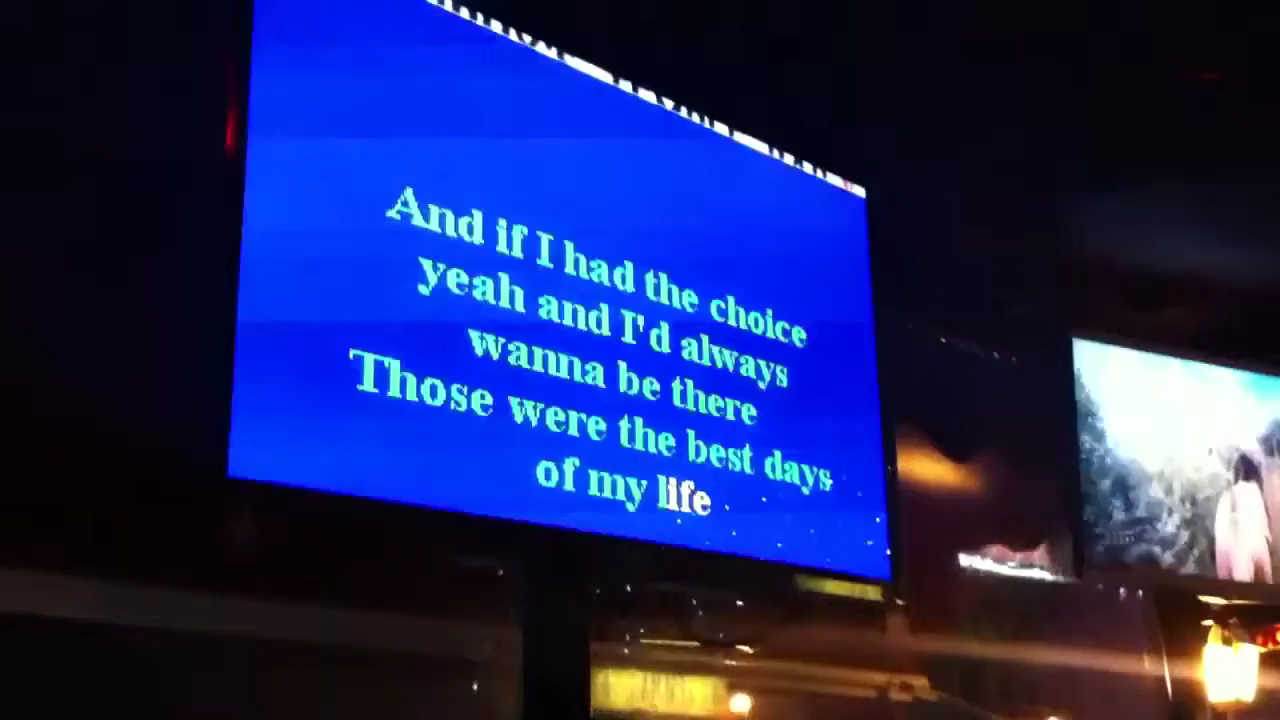 And if I had the choice
yeah and I'd always
wanna be there
Those were the best days
of my life